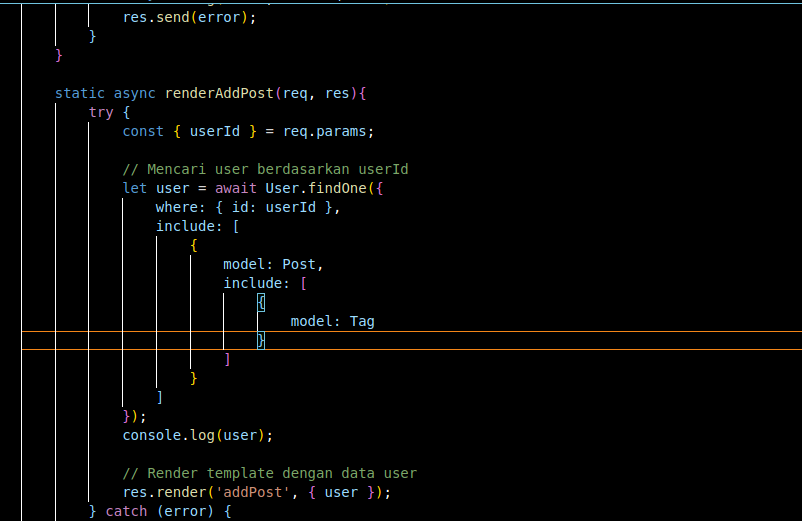 res.send(error);
}
}
static async renderAddPost(req, res){
try {
const { userId } = req.params;
// Mencari user berdasarkan userId
let user = await User.findOne({
where: { id: userId },
include: [
{
model: Post,
include: [
{
model: Tag
}
]
}
]
});
console.log(user);
// Render template dengan data user
res.render('addPost', { user });
} catch (error) {